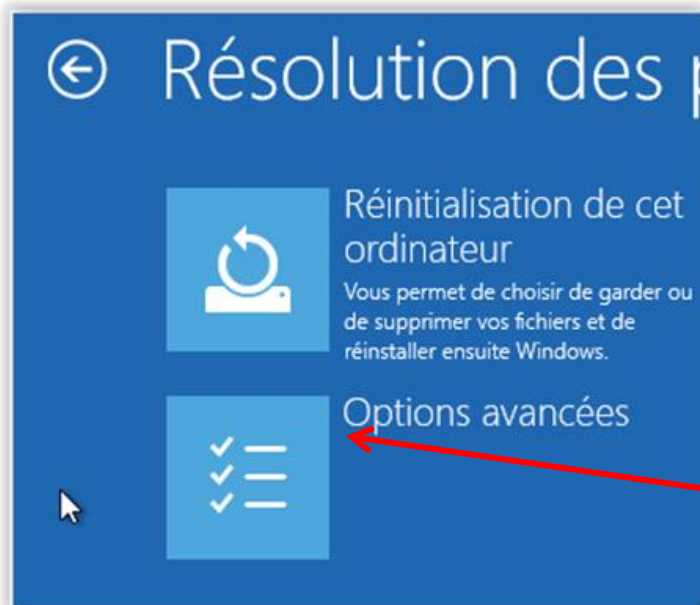 Résolution des
Réinitialisation de cet
ordinateur
Vous permet de choisir de garder ou
de supprimer vos fichiers et de
réinstaller ensuite Windows.
Options avancées